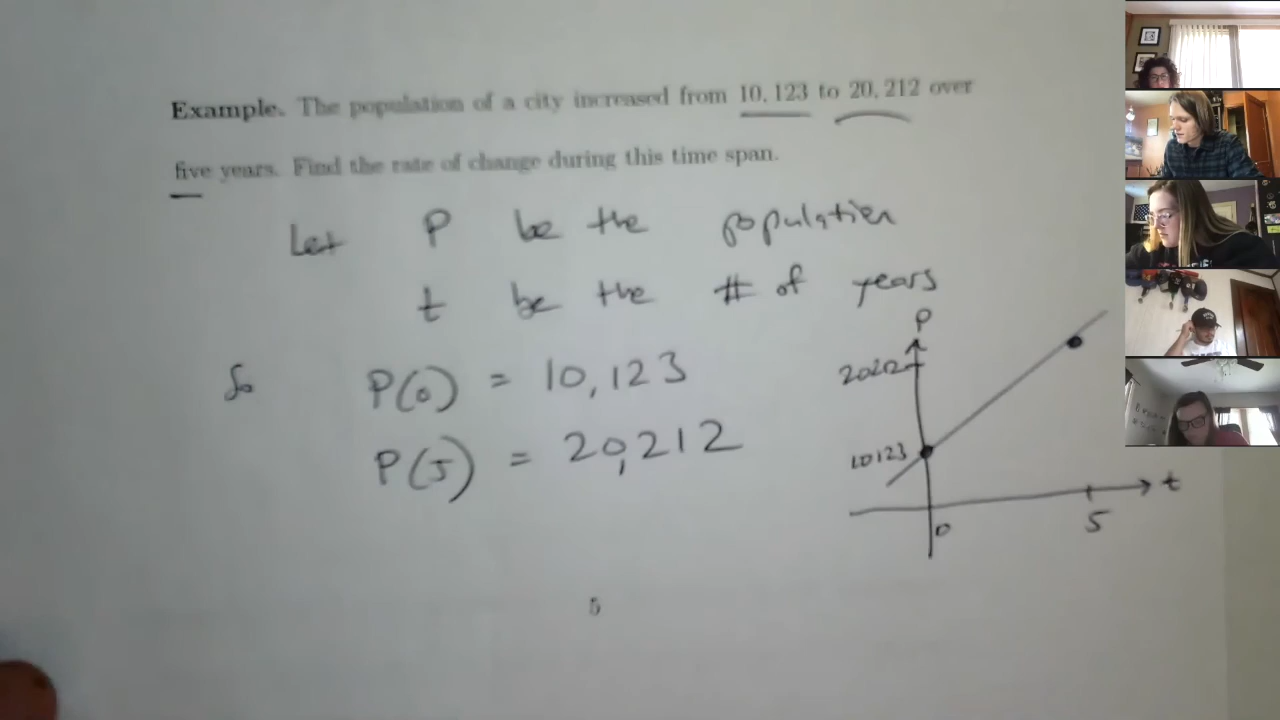 Example. The population of a city increased from 10, 123 to 20, 212 over
five years. Find the rate of change during this time span.
Let P be the population
t be the # of years
So P(0) = 10,123
P(5) = 20,212
P
20212
10123
t
0
5
5